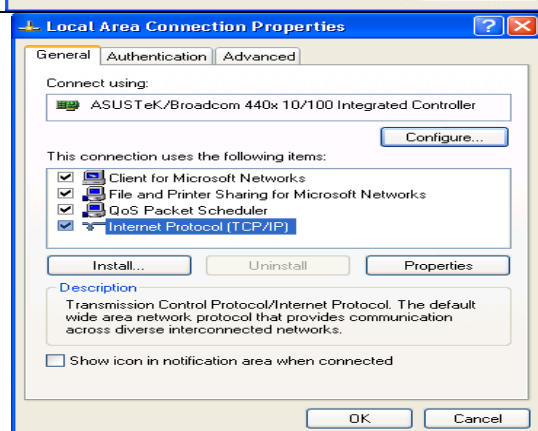 Local Area Connection Properties
General Authentication Advanced
Connect using:
ASUSTeK/Broadcom 440x 10/100 Integrated Controller
Configure...
This connection uses the following items:
Client for Microsoft Networks
File and Printer Sharing for Microsoft Networks
QoS Packet Scheduler
Internet Protocol (TCP/IP)
Install... Uninstall Properties
Description
Transmission Control Protocol/Internet Protocol. The default
wide area network protocol that provides communication
across diverse interconnected networks.
Show icon in notification area when connected
OK Cancel